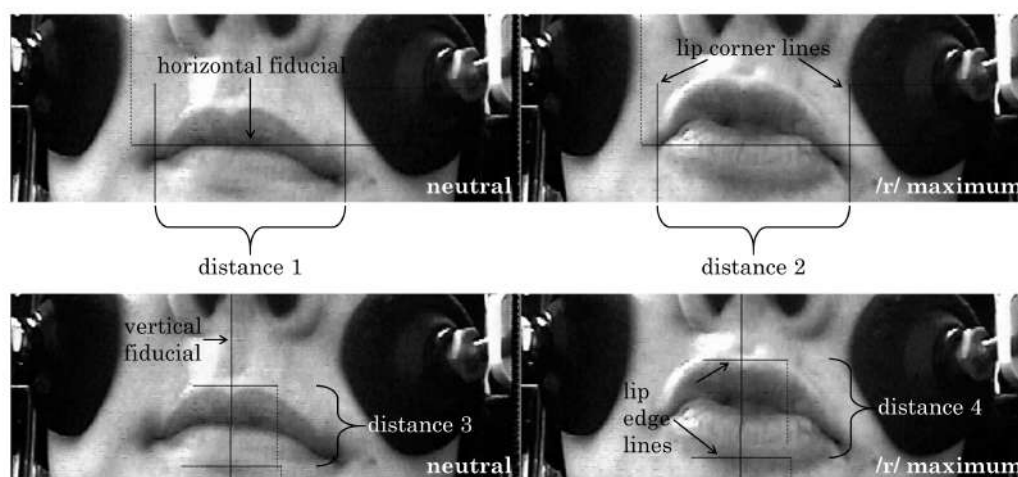 horizontal fiducial
neutral
lip corner lines
/r/ maximum
distance 1
distance 2
vertical
fiducial
distance 3
neutral
lip
edge
lines
distance 4
/r/ maximum